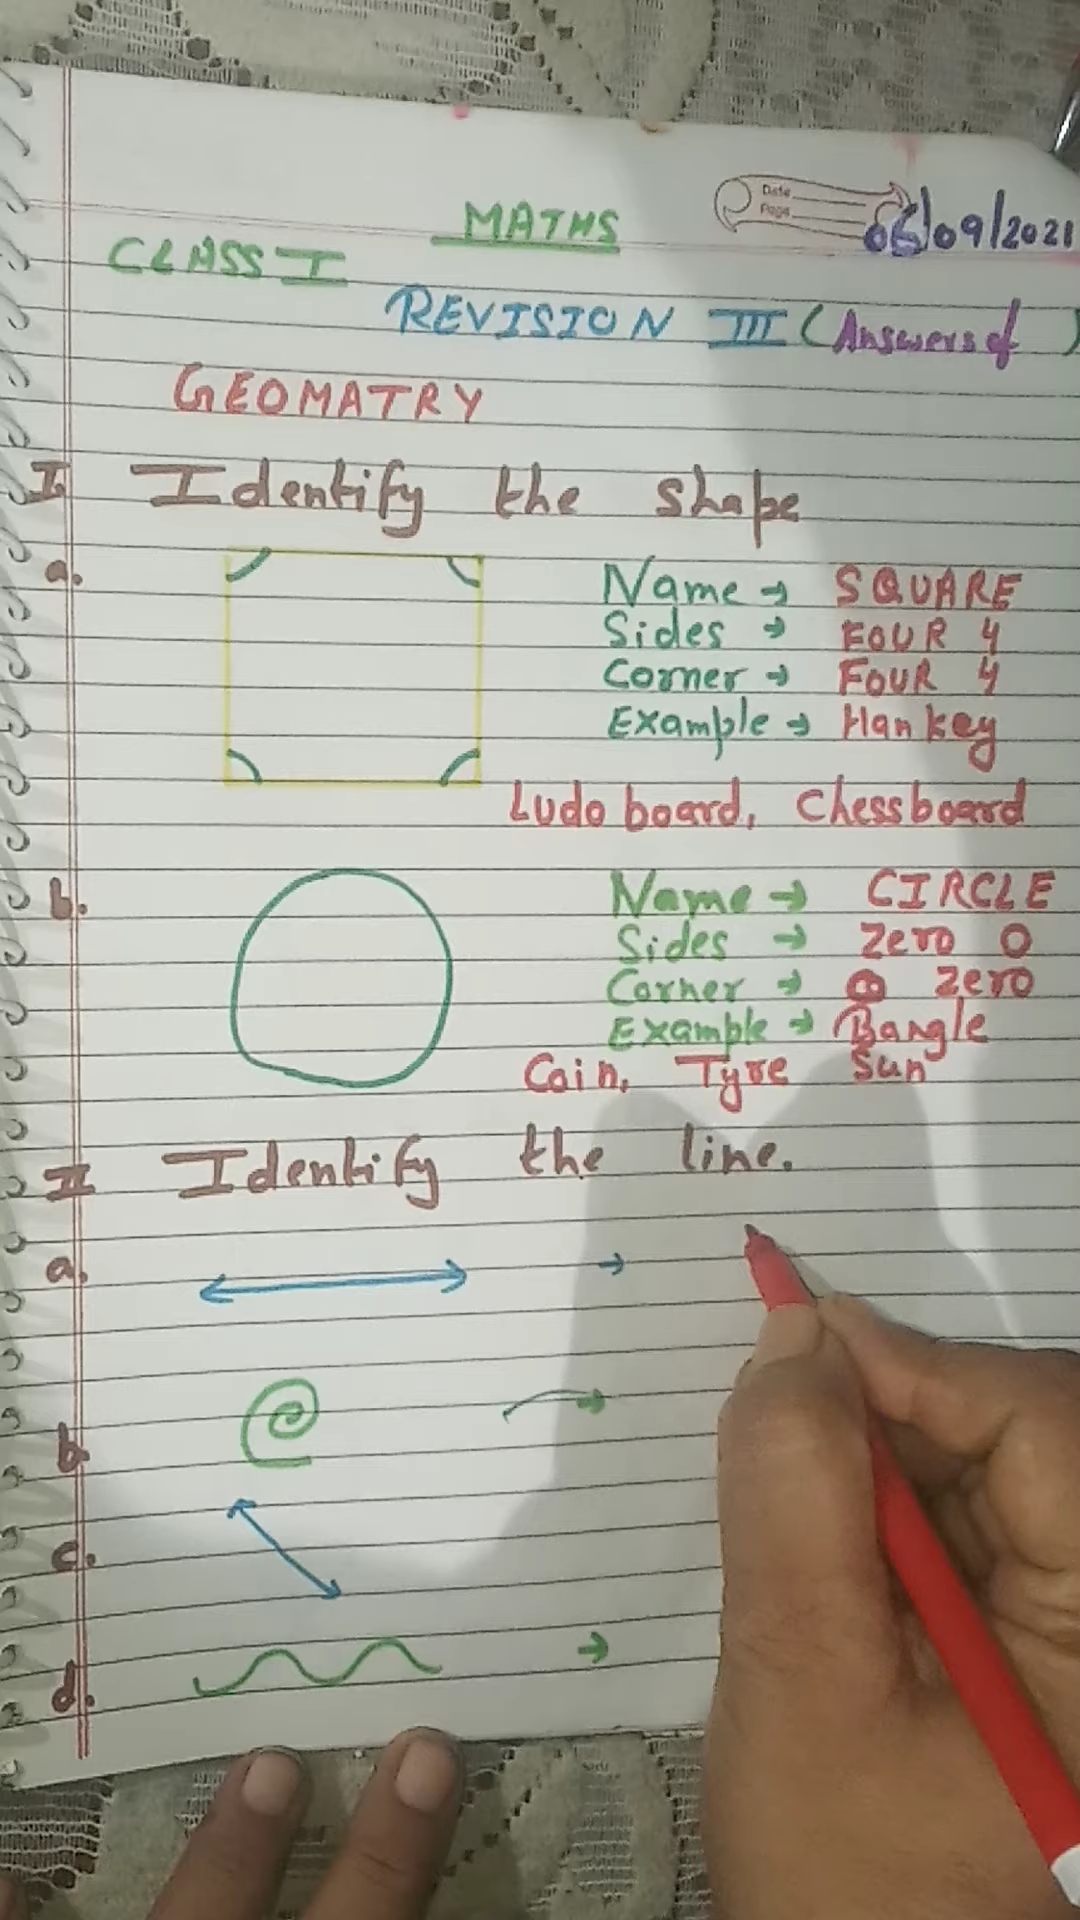 Date
Page
06/09/2021
MATHS
CLASS I
REVISION III (Answers of )
GEOMATRY
I. Identify the shape
a.
Name → SQUARE
Sides → FOUR 4
Corner → FOUR 4
Example → Hankey
Ludo board, Chessboard
b.
Name → CIRCLE
Sides → Zero 0
Corner → Zero
Example → Bangle
Coin, Tyre Sun
II Identify the line.
a. →
b. →
c.
d. →